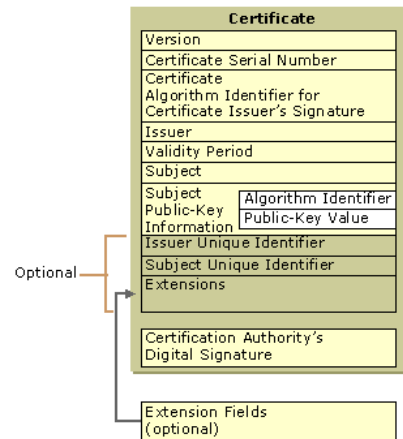 Certificate
Version
Certificate Serial Number
Certificate
Algorithm Identifier for
Certificate Issuer's Signature
Issuer
Validity Period
Subject
Subject
Public-Key
Information
Algorithm Identifier
Public-Key Value
Optional
Issuer Unique Identifier
Subject Unique Identifier
Extensions
Certification Authority's
Digital Signature
Extension Fields
(optional)